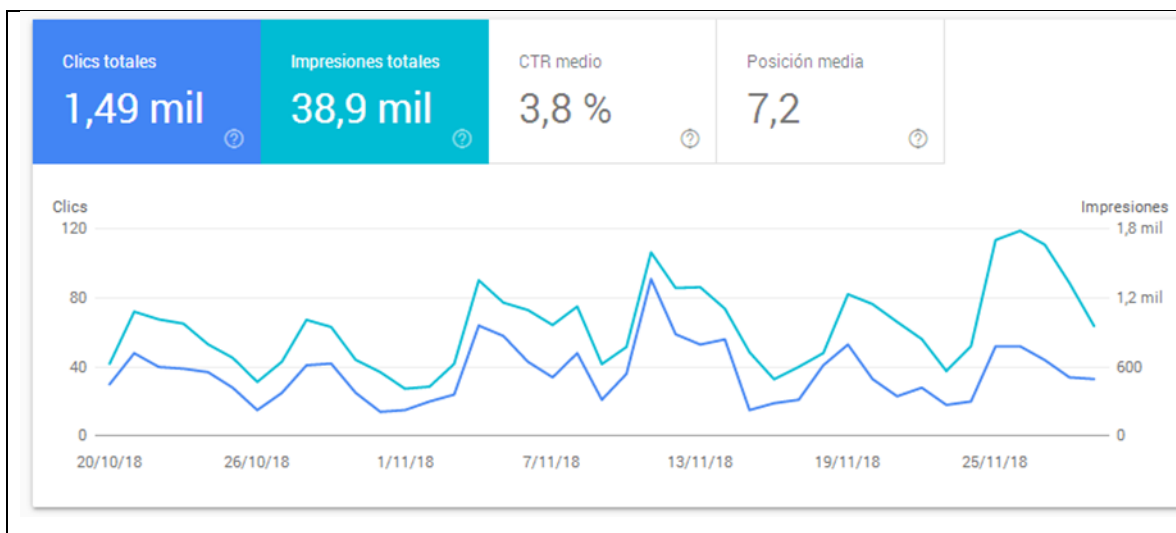 Clics totales
1,49 mil
Impresiones totales
38,9 mil
CTR medio
3,8 %
Posición media
7,2
Clics
Impresiones
120
1,8 mil
80
1,2 mil
40
600
0
0
20/10/18
26/10/18
1/11/18
7/11/18
13/11/18
19/11/18
25/11/18